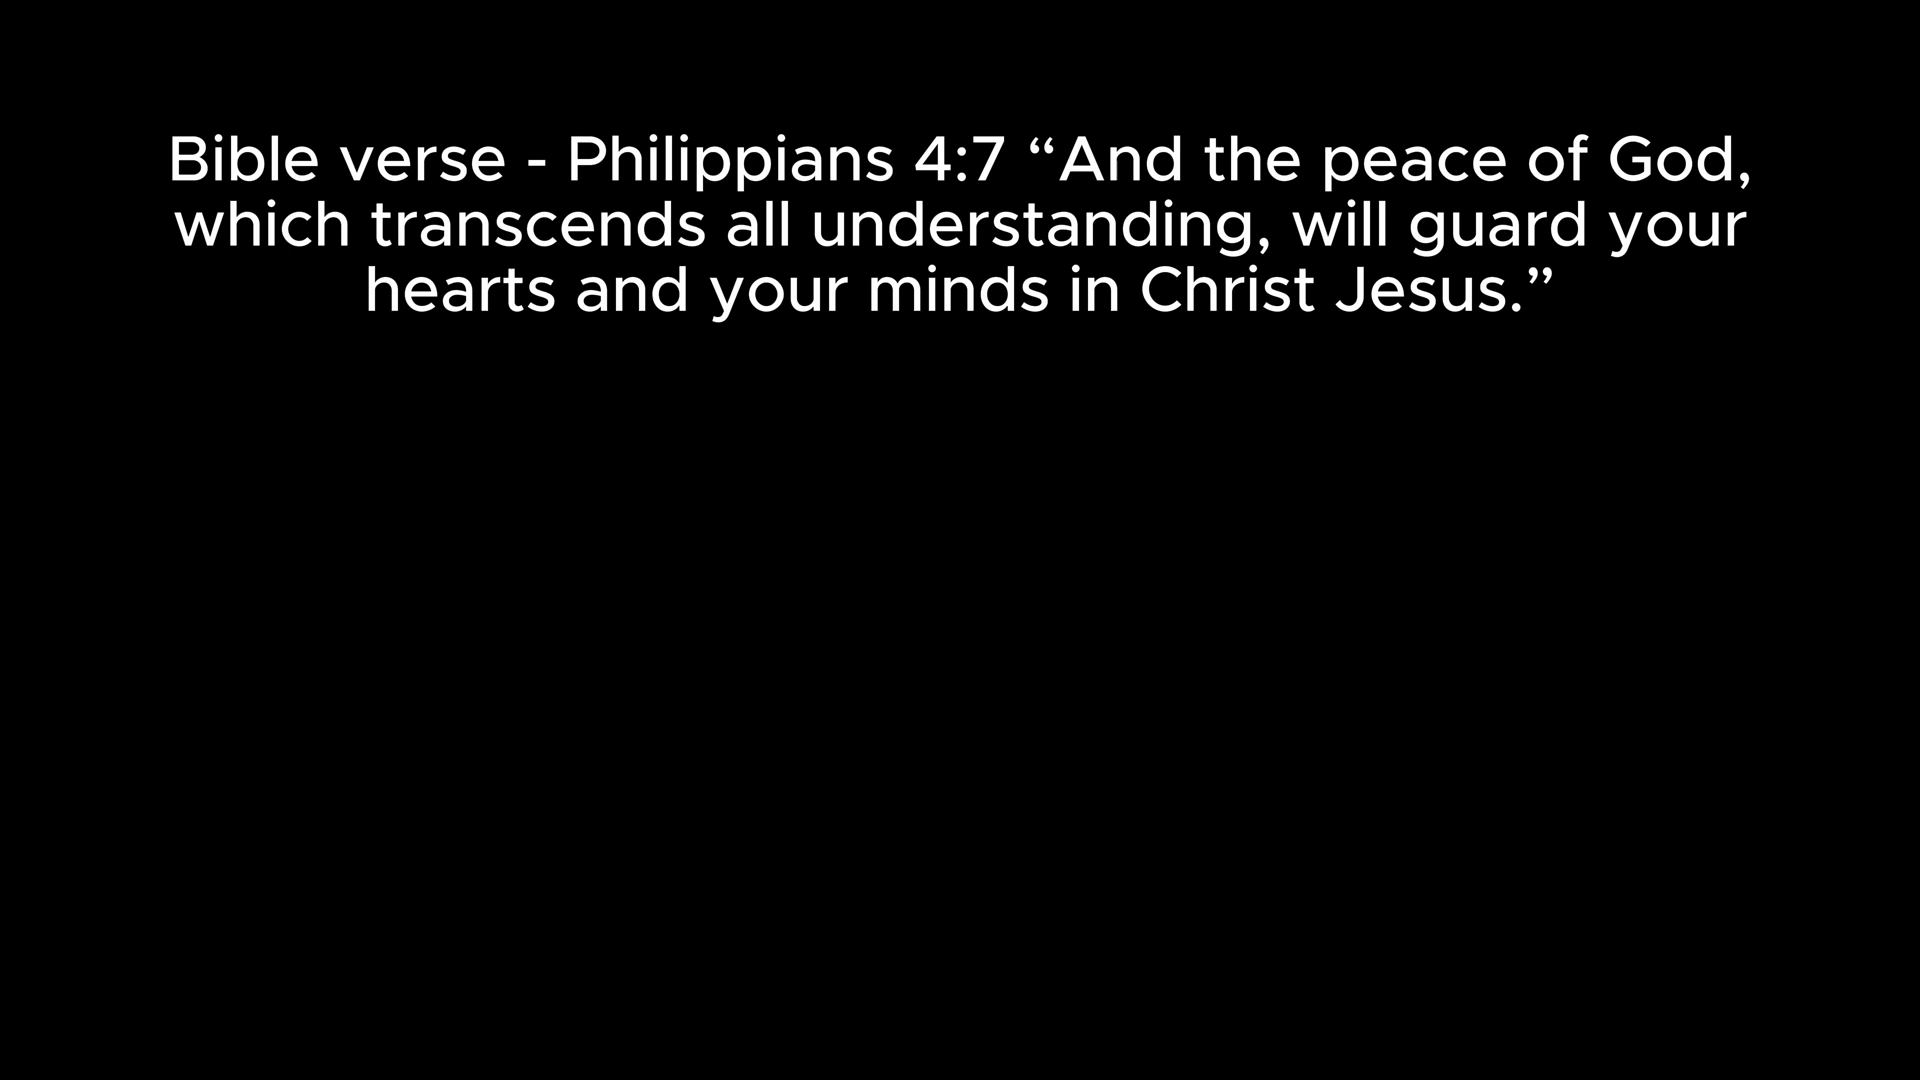 Bible verse - Philippians 4:7 “And the peace of God,
which transcends all understanding, will guard your
hearts and your minds in Christ Jesus.”